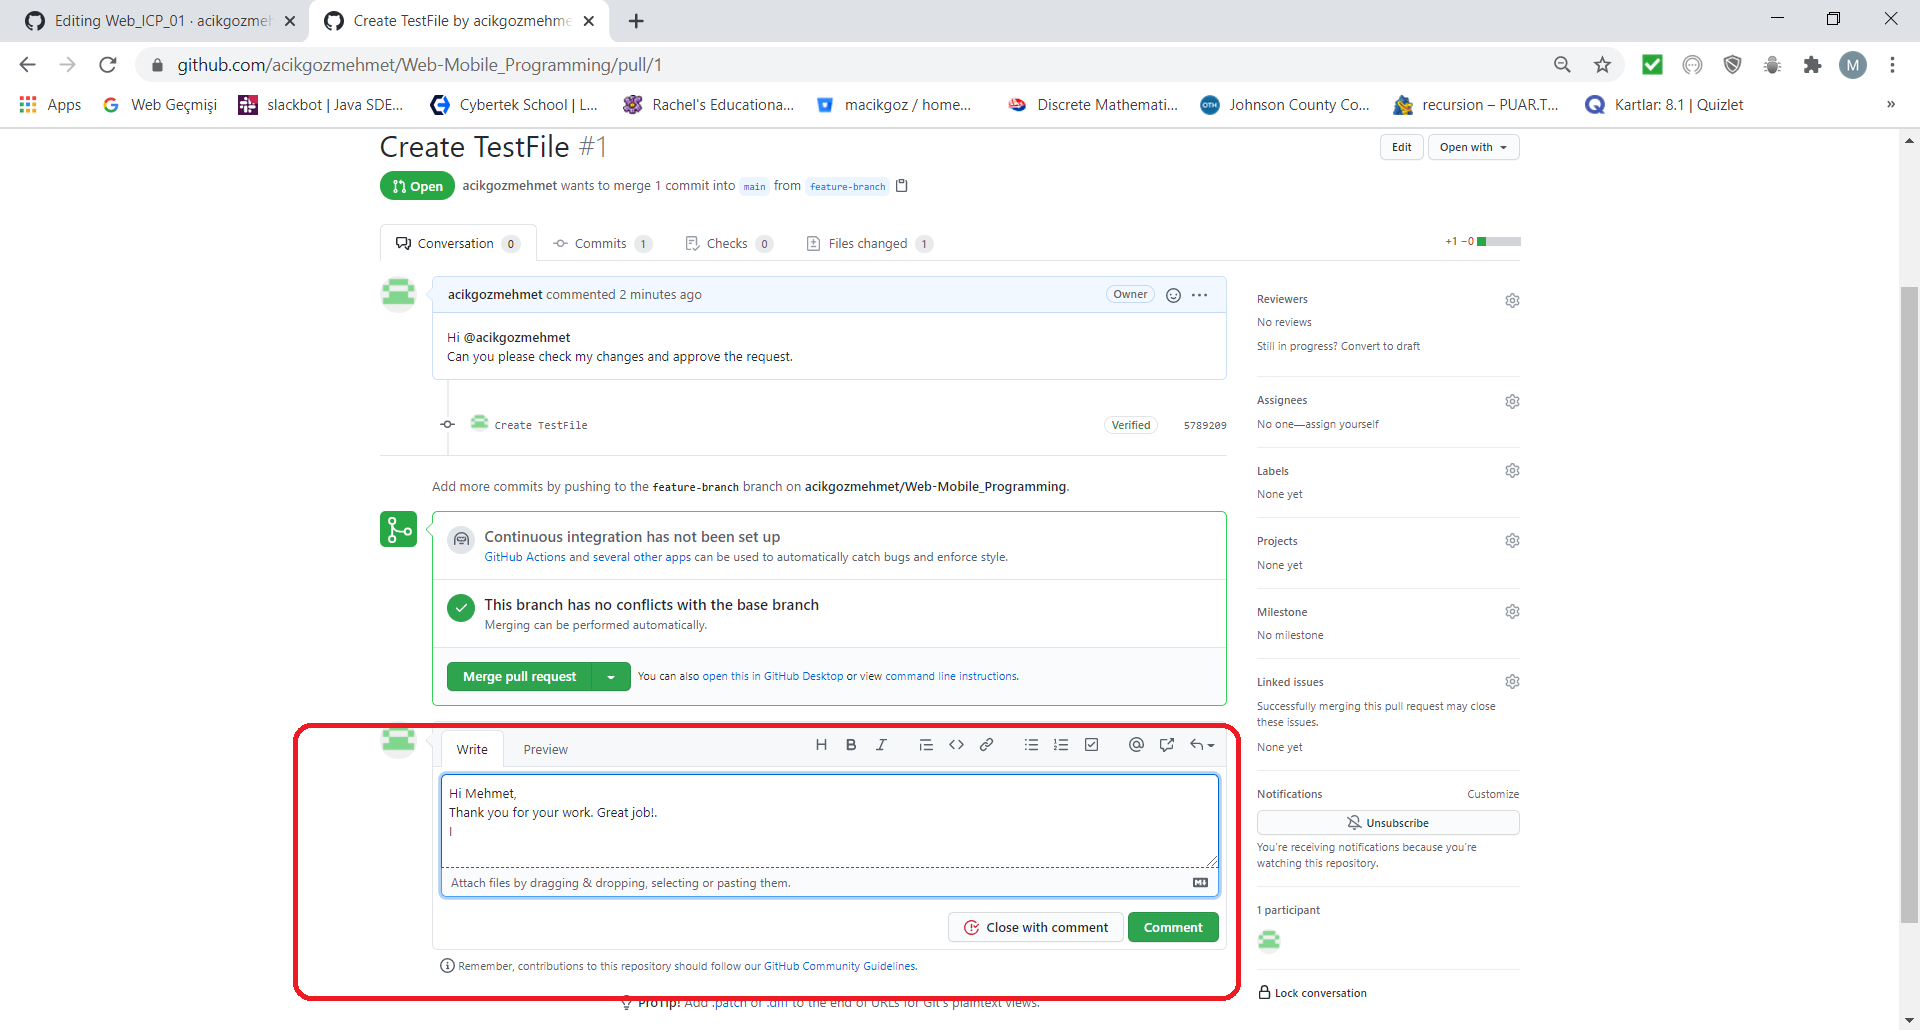 Editing Web_ICP_01 · acikgozmeh
Create TestFile by acikgozmehme
github.com/acikgozmehmet/Web-Mobile_Programming/pull/1
M
Apps
Web Geçmişi
slackbot | Java SDE...
Cybertek School | L...
Rachel's Educationa...
macikgoz / home...
Discrete Mathemati...
OTH
Johnson County Co...
recursion – PUAR.T...
Kartlar: 8.1 | Quizlet
»
Create TestFile #1
Edit
Open with
Open
acikgozmehmet wants to merge 1 commit into main from feature-branch
Conversation 0
Commits 1
Checks 0
Files changed 1
+1 −0
acikgozmehmet commented 2 minutes ago
Owner
Hi @acikgozmehmet
Can you please check my changes and approve the request.
Create TestFile
Verified
5789209
Add more commits by pushing to the feature-branch branch on acikgozmehmet/Web-Mobile_Programming.
Continuous integration has not been set up
GitHub Actions and several other apps can be used to automatically catch bugs and enforce style.
This branch has no conflicts with the base branch
Merging can be performed automatically.
Merge pull request
You can also open this in GitHub Desktop or view command line instructions.
Write
Preview
H B I
Hi Mehmet,
Thank you for your work. Great job!.
Attach files by dragging & dropping, selecting or pasting them.
Close with comment
Comment
Remember, contributions to this repository should follow our GitHub Community Guidelines.
ProTip! Add .patch or .diff to the end of URLs for Git's plaintext views.
Reviewers
No reviews
Still in progress? Convert to draft
Assignees
No one—assign yourself
Labels
None yet
Projects
None yet
Milestone
No milestone
Linked issues
Successfully merging this pull request may close
these issues.
None yet
Notifications
Customize
Unsubscribe
You're receiving notifications because you're
watching this repository.
1 participant
Lock conversation